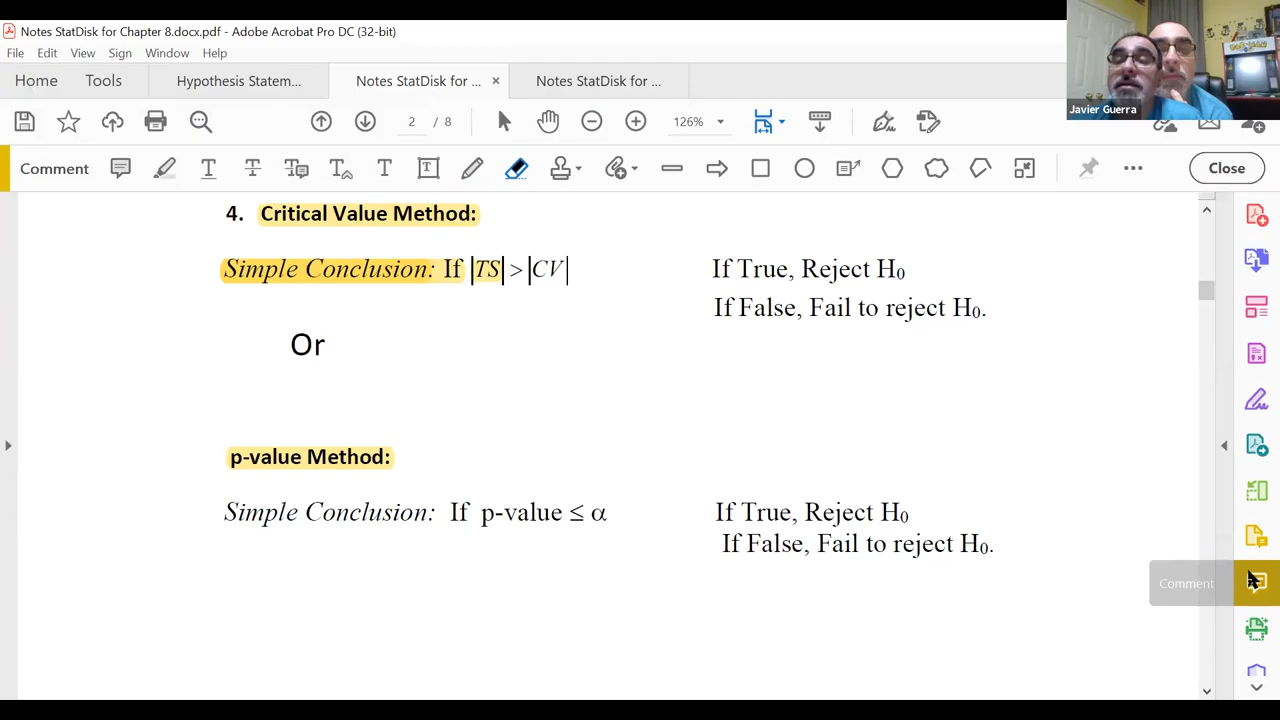 Notes StatDisk for Chapter 8.docx.pdf - Adobe Acrobat Pro DC (32-bit)
File Edit View Sign Window Help
Home Tools Hypothesis Statem... Notes StatDisk for ... × Notes StatDisk for ...
Javier Guerra
2 / 8 126%
Comment Close
4. Critical Value Method:
Simple Conclusion: If |TS| > |CV| If True, Reject H₀
If False, Fail to reject H₀.
Or
p-value Method:
Simple Conclusion: If p-value ≤ α If True, Reject H₀
If False, Fail to reject H₀.
Comment